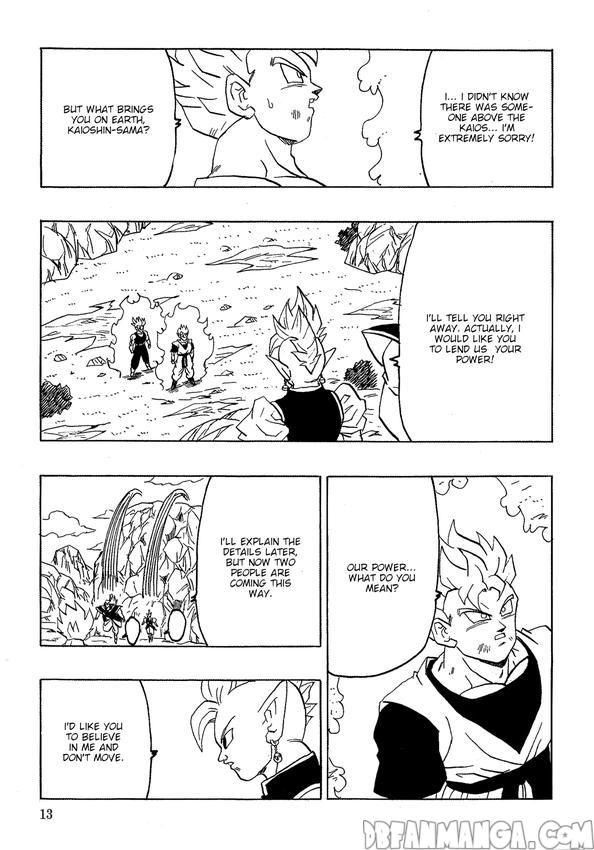 I... I DIDN'T KNOW
THERE WAS SOME-
ONE ABOVE THE
KAIOS... I'M
EXTREMELY SORRY!
BUT WHAT BRINGS
YOU ON EARTH,
KAIOSHIN-SAMA?
I'LL TELL YOU RIGHT
AWAY. ACTUALLY, I
WOULD LIKE YOU
TO LEND US YOUR
POWER!
OUR POWER...
WHAT DO YOU
MEAN?
I'LL EXPLAIN THE
DETAILS LATER,
BUT NOW TWO
PEOPLE ARE
COMING THIS
WAY.
I'D LIKE YOU
TO BELIEVE
IN ME AND
DON'T MOVE.
13
DBFANMANGA.COM